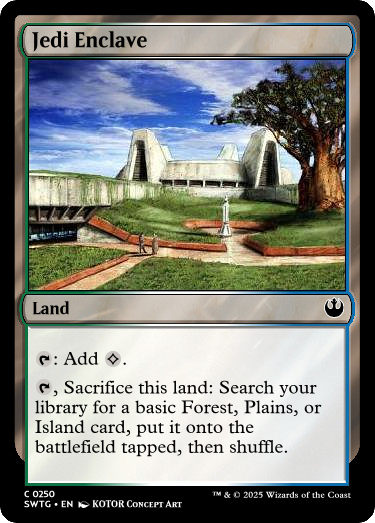 Jedi Enclave
Land
: Add .
, Sacrifice this land: Search your
library for a basic Forest, Plains, or
Island card, put it onto the
battlefield tapped, then shuffle.
C 0250
SWTG • EN KOTOR Concept Art
™ & © 2025 Wizards of the Coast